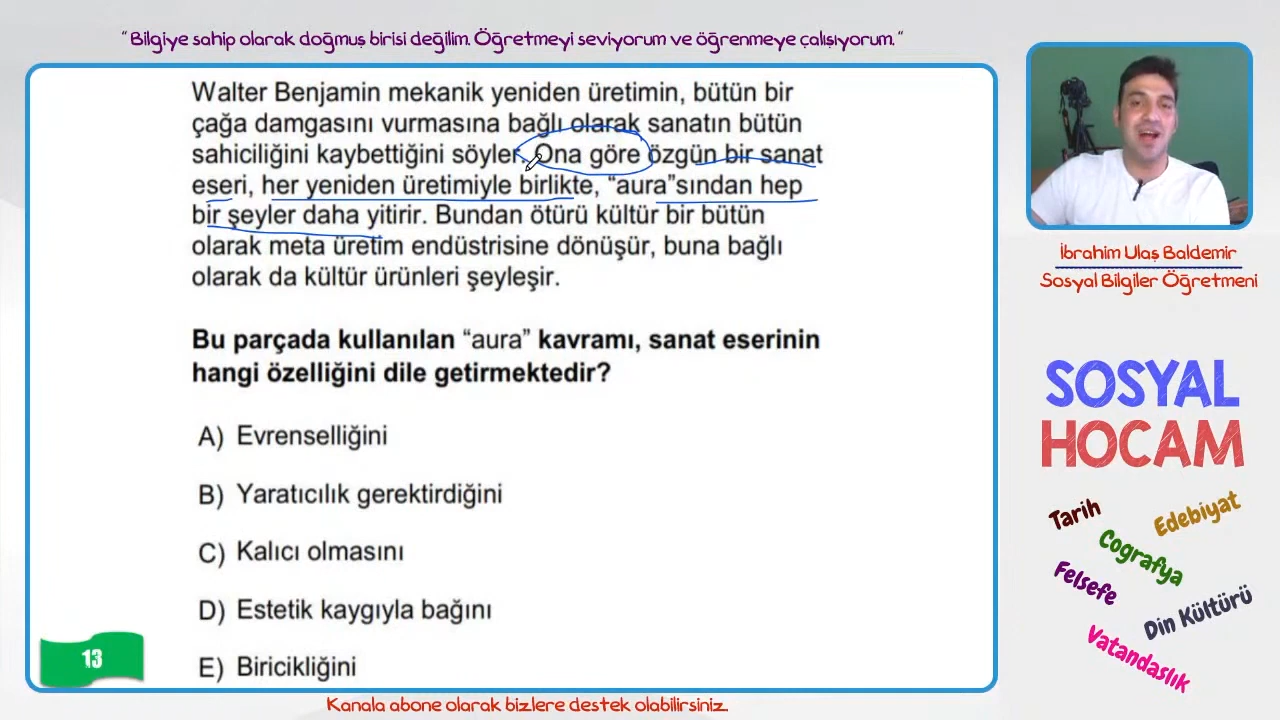 “ Bilgiye sahip olarak doğmuş birisi değilim. Öğretmeyi seviyorum ve öğrenmeye çalışıyorum. “
Walter Benjamin mekanik yeniden üretimin, bütün bir
çağa damgasını vurmasına bağlı olarak sanatın bütün
sahiciliğini kaybettiğini söyler. Ona göre özgün bir sanat
eseri, her yeniden üretimiyle birlikte, “aura”sından hep
bir şeyler daha yitirir. Bundan ötürü kültür bir bütün
olarak meta üretim endüstrisine dönüşür, buna bağlı
olarak da kültür ürünleri şeyleşir.
Bu parçada kullanılan “aura” kavramı, sanat eserinin
hangi özelliğini dile getirmektedir?
A) Evrenselliğini
B) Yaratıcılık gerektirdiğini
C) Kalıcı olmasını
D) Estetik kaygıyla bağını
E) Biricikliğini
13
Kanala abone olarak bizlere destek olabilirsiniz.
İbrahim Ulaş Baldemir
Sosyal Bilgiler Öğretmeni
SOSYAL
HOCAM
Tarih
Edebiyat
Coğrafya
Felsefe
Din Kültürü
Vatandaşlık